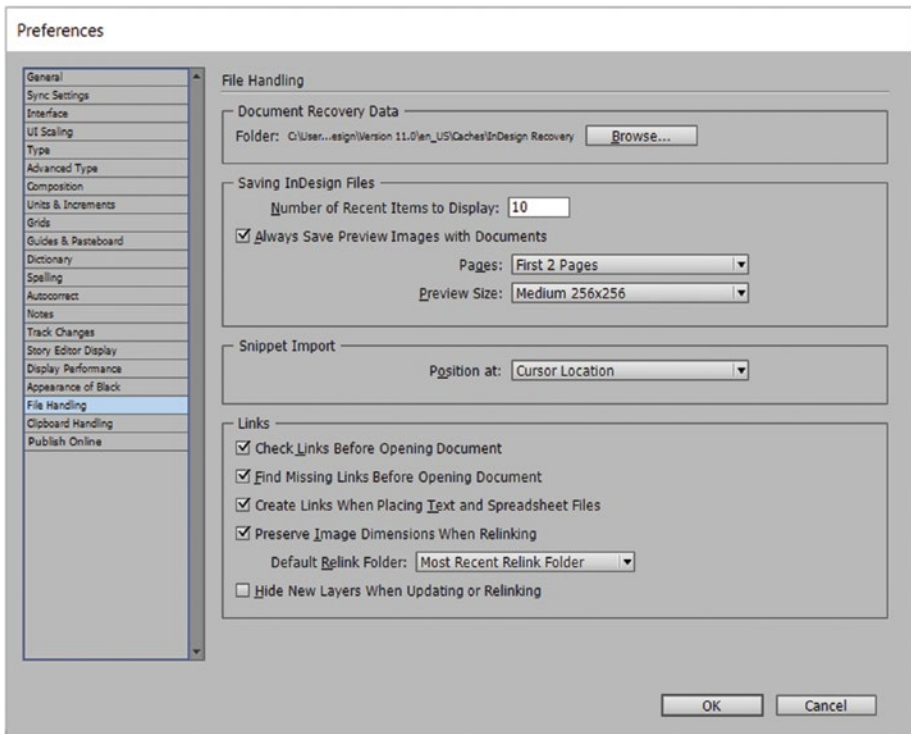 Preferences
General
Sync Settings
Interface
UI Scaling
Type
Advanced Type
Composition
Units & Increments
Grids
Guides & Pasteboard
Dictionary
Spelling
Autocorrect
Notes
Track Changes
Story Editor Display
Display Performance
Appearance of Black
File Handling
Clipboard Handling
Publish Online
File Handling
Document Recovery Data
Folder: C:\User...esign\Version 11.0\en_US\Caches\InDesign Recovery Browse...
Saving InDesign Files
Number of Recent Items to Display: 10
Always Save Preview Images with Documents
Pages: First 2 Pages
Preview Size: Medium 256x256
Snippet Import
Position at: Cursor Location
Links
Check Links Before Opening Document
Find Missing Links Before Opening Document
Create Links When Placing Text and Spreadsheet Files
Preserve Image Dimensions When Relinking
Default Relink Folder: Most Recent Relink Folder
Hide New Layers When Updating or Relinking
OK Cancel